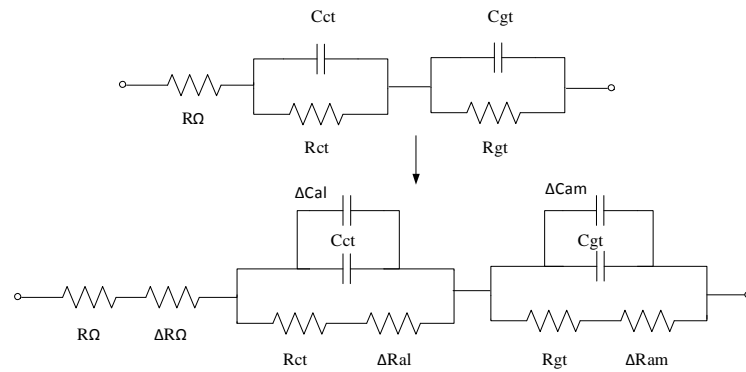 Cct Cgt
RΩ
Rct Rgt
ΔCal ΔCam
Cct Cgt
RΩ ΔRΩ
Rct ΔRal Rgt ΔRam